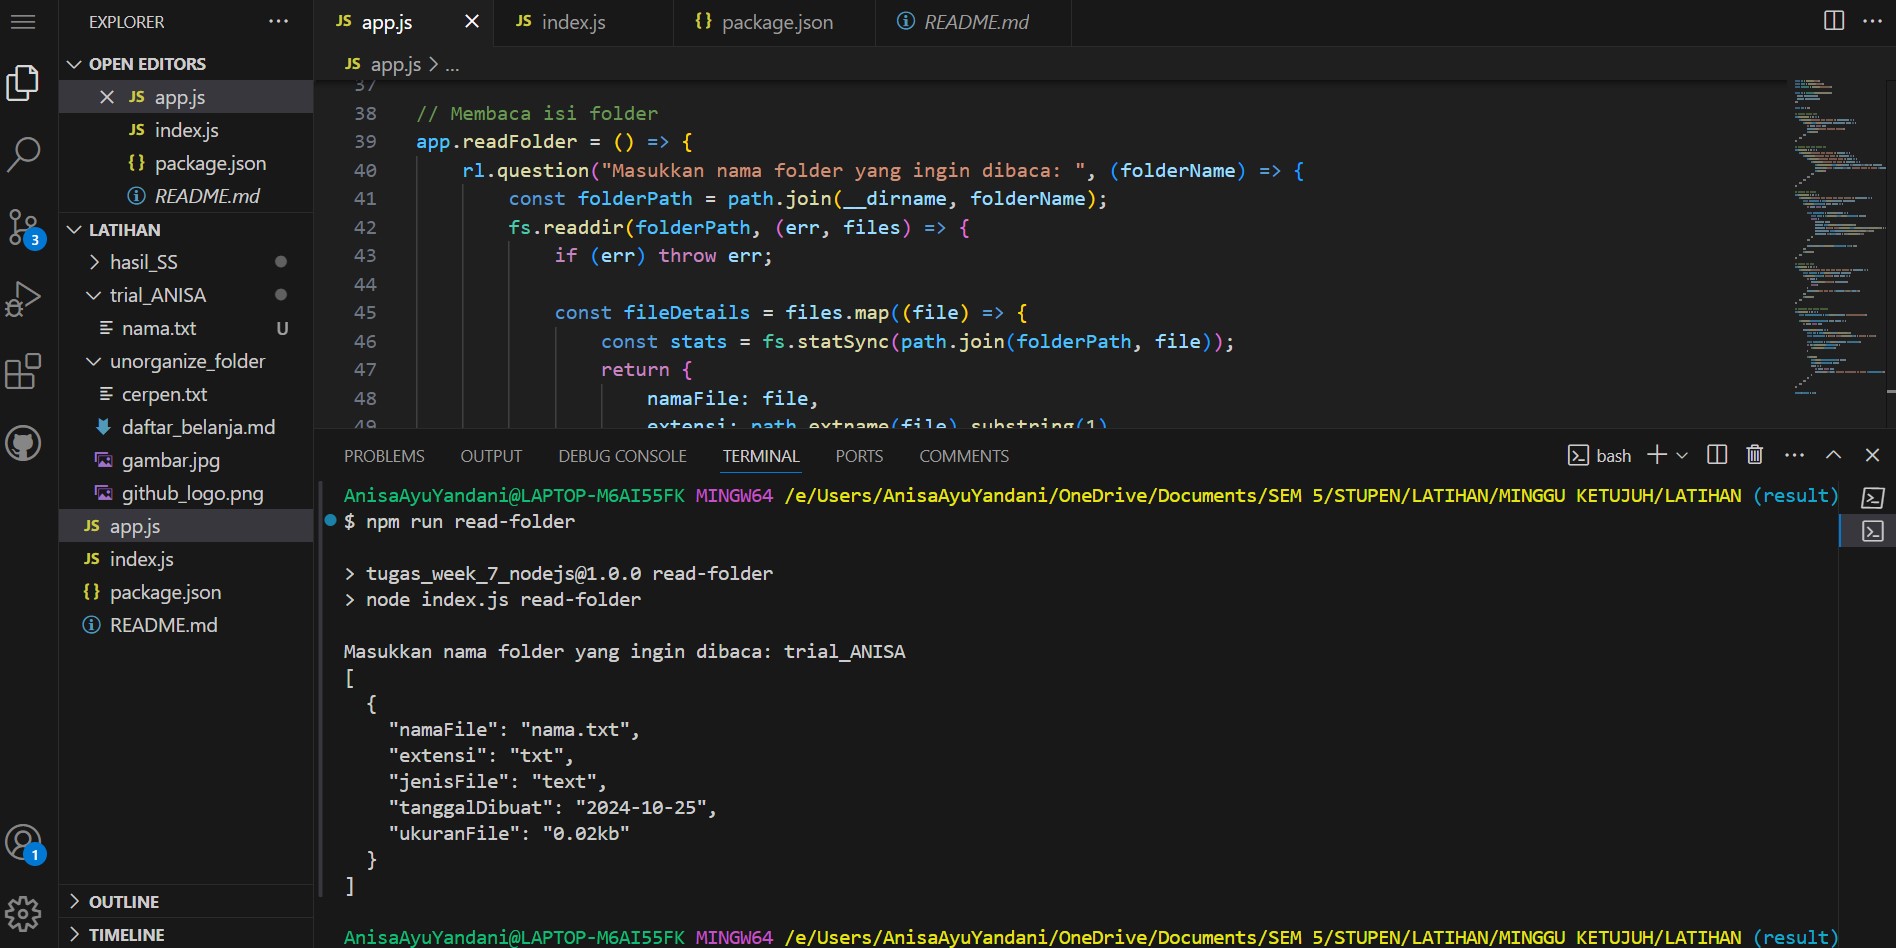 EXPLORER
OPEN EDITORS
JS app.js
JS index.js
{} package.json
README.md
LATIHAN
hasil_SS
trial_ANISA
nama.txt U
unorganize_folder
cerpen.txt
daftar_belanja.md
gambar.jpg
github_logo.png
JS app.js
JS index.js
{} package.json
README.md
OUTLINE
TIMELINE
3
1
JS app.js JS index.js {} package.json README.md
JS app.js > ...
37
38 // Membaca isi folder
39 app.readFolder = () => {
40 rl.question("Masukkan nama folder yang ingin dibaca: ", (folderName) => {
41 const folderPath = path.join(__dirname, folderName);
42 fs.readdir(folderPath, (err, files) => {
43 if (err) throw err;
44
45 const fileDetails = files.map((file) => {
46 const stats = fs.statSync(path.join(folderPath, file));
47 return {
48 namaFile: file,
49 extensi: path.extname(file).substring(1)
PROBLEMS OUTPUT DEBUG CONSOLE TERMINAL PORTS COMMENTS bash
AnisaAyuYandani@LAPTOP-M6AI55FK MINGW64 /e/Users/AnisaAyuYandani/OneDrive/Documents/SEM 5/STUPEN/LATIHAN/MINGGU KETUJUH/LATIHAN (result)
$ npm run read-folder
> tugas_week_7_nodejs@1.0.0 read-folder
> node index.js read-folder
Masukkan nama folder yang ingin dibaca: trial_ANISA
[
{
"namaFile": "nama.txt",
"extensi": "txt",
"jenisFile": "text",
"tanggalDibuat": "2024-10-25",
"ukuranFile": "0.02kb"
}
]
AnisaAyuYandani@LAPTOP-M6AI55FK MINGW64 /e/Users/AnisaAyuYandani/OneDrive/Documents/SEM 5/STUPEN/LATIHAN/MINGGU KETUJUH/LATIHAN (result)